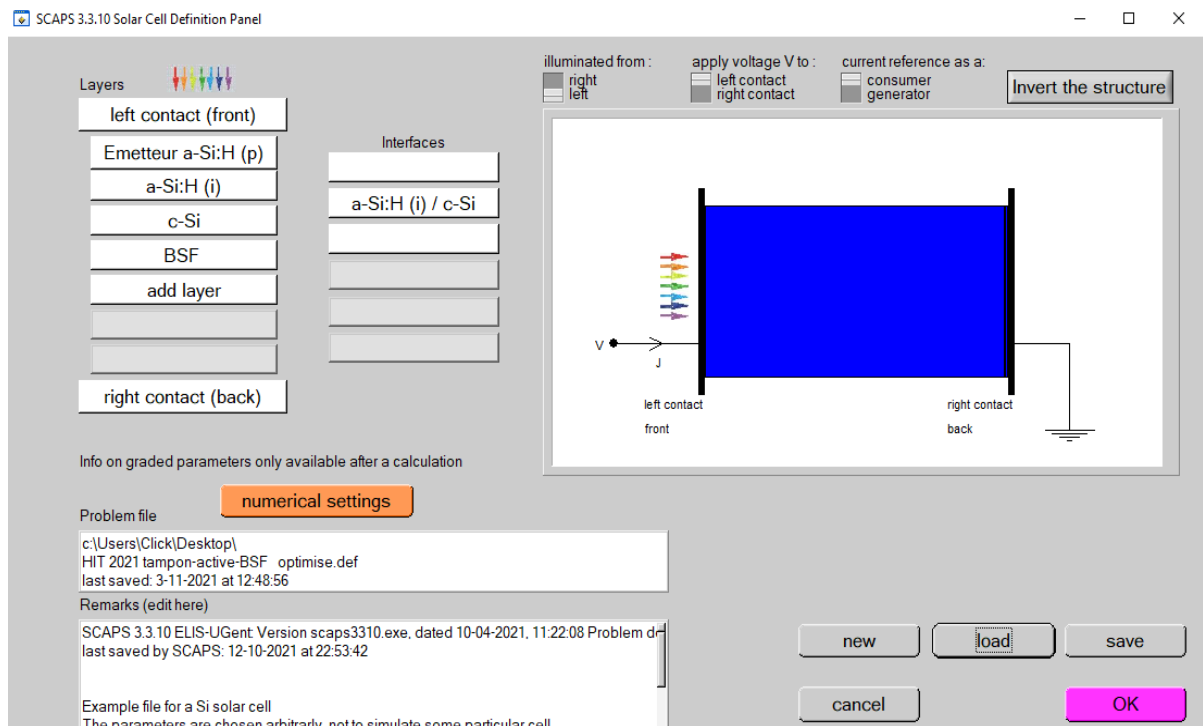 SCAPS 3.3.10 Solar Cell Definition Panel
Layers
left contact (front)
Emetteur a-Si:H (p)
a-Si:H (i)
c-Si
BSF
add layer
right contact (back)
Interfaces
a-Si:H (i) / c-Si
illuminated from :
right
left
apply voltage V to :
left contact
right contact
current reference as a:
consumer
generator
Invert the structure
V
J
left contact
front
right contact
back
Info on graded parameters only available after a calculation
numerical settings
Problem file
c:\Users\Click\Desktop\
HIT 2021 tampon-active-BSF optimise.def
last saved: 3-11-2021 at 12:48:56
Remarks (edit here)
SCAPS 3.3.10 ELIS-UGent: Version scaps3310.exe, dated 10-04-2021, 11:22:08 Problem
last saved by SCAPS: 12-10-2021 at 22:53:42
Example file for a Si solar cell
The parameters are chosen arbitrarly, not to simulate some particular cell
new
load
save
cancel
OK